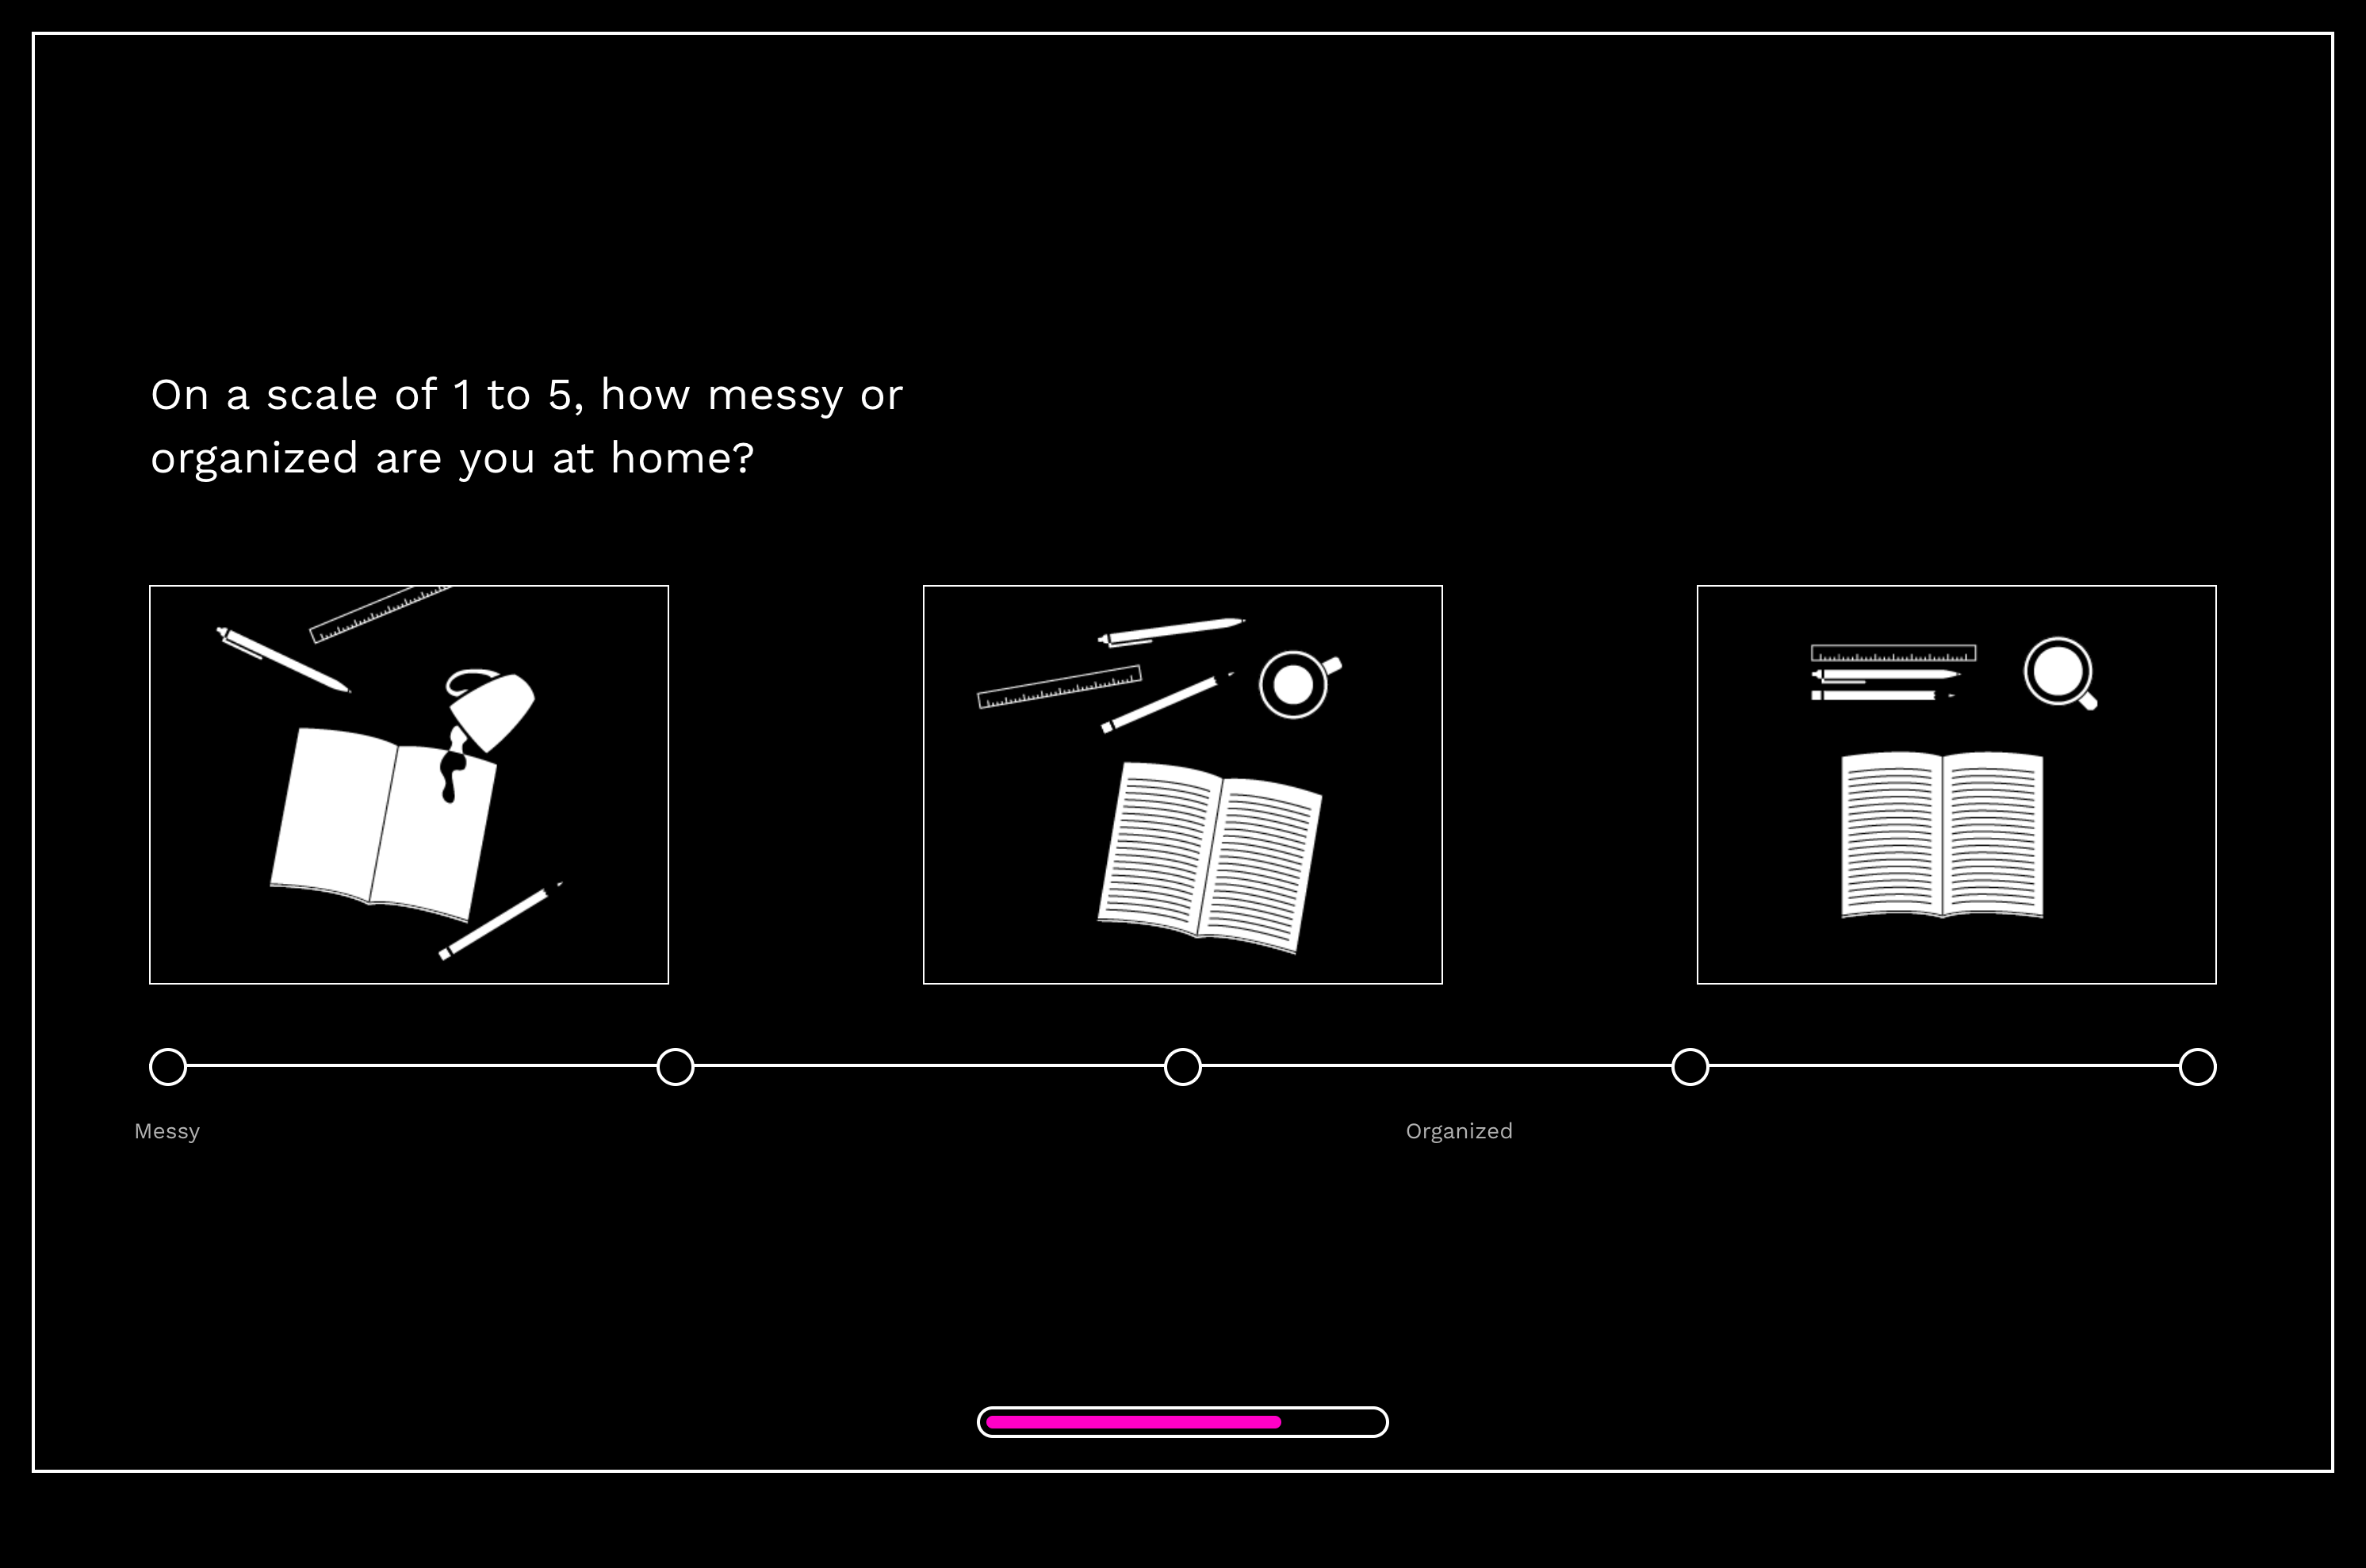 On a scale of 1 to 5, how messy or
organized are you at home?
Messy
Organized